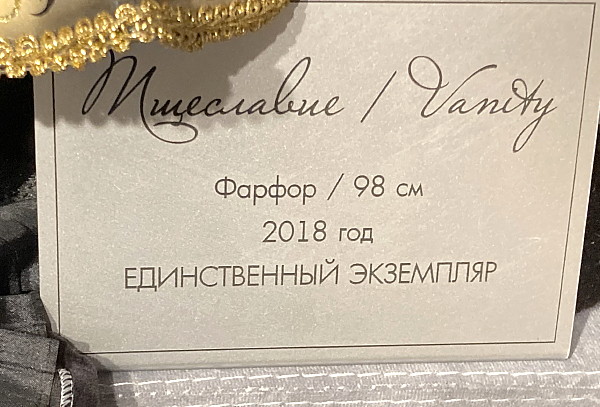 Тщеславие / Vanity
Фарфор / 98 см
2018 год
ЕДИНСТВЕННЫЙ ЭКЗЕМПЛЯР